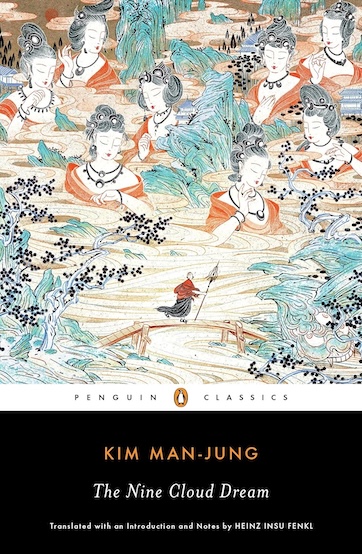 PENGUIN CLASSICS
KIM MAN-JUNG
The Nine Cloud Dream
Translated with an Introduction and Notes by HEINZ INSU FENKL